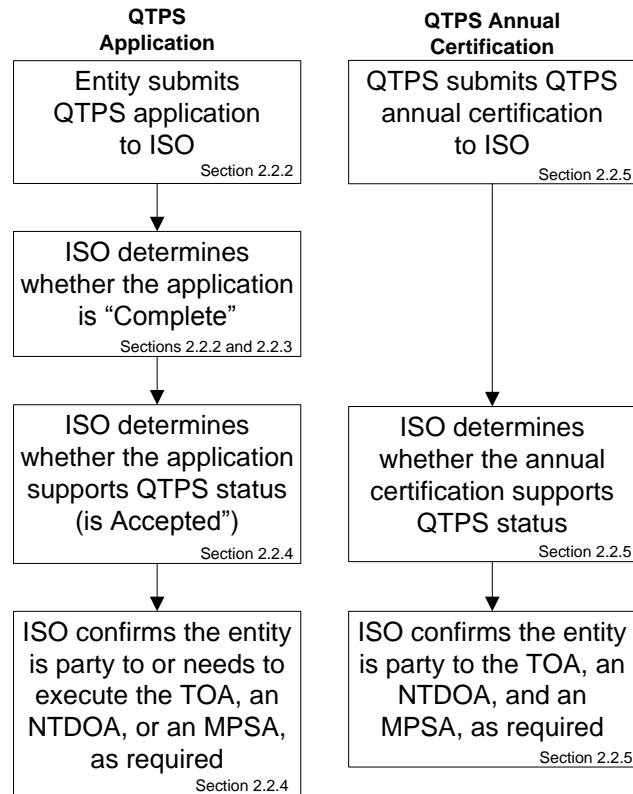 QTPS
Application
Entity submits
QTPS application
to ISO
Section 2.2.2
ISO determines
whether the application
is “Complete”
Sections 2.2.2 and 2.2.3
ISO determines
whether the application
supports QTPS status
(is Accepted”)
Section 2.2.4
ISO confirms the entity
is party to or needs to
execute the TOA, an
NTDOA, or an MPSA,
as required
Section 2.2.4
QTPS Annual
Certification
QTPS submits QTPS
annual certification
to ISO
Section 2.2.5
ISO determines
whether the annual
certification supports
QTPS status
Section 2.2.5
ISO confirms the entity
is party to the TOA, an
NTDOA, and an
MPSA, as required
Section 2.2.5